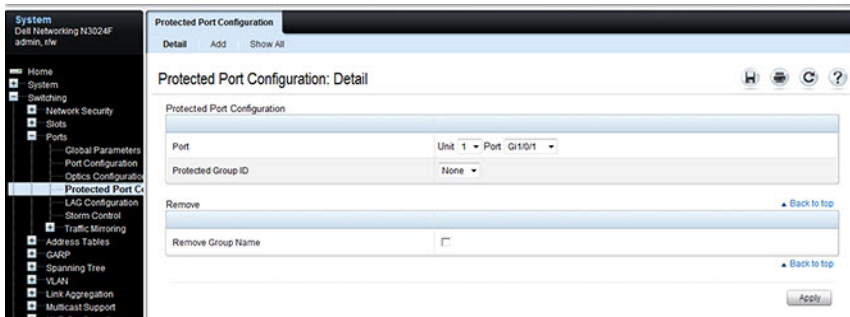 System
Dell Networking N3024F
admin, r/w
Home
System
Switching
Network Security
Slots
Ports
Global Parameters
Port Configuration
Optics Configuratio
Protected Port Co
LAG Configuration
Storm Control
Traffic Mirroring
Address Tables
GARP
Spanning Tree
VLAN
Link Aggregation
Multicast Support
Protected Port Configuration
Detail Add Show All
Protected Port Configuration: Detail
Protected Port Configuration
Port Unit 1 Port Gi1/0/1
Protected Group ID None
Remove ▲ Back to top
Remove Group Name
▲ Back to top
Apply